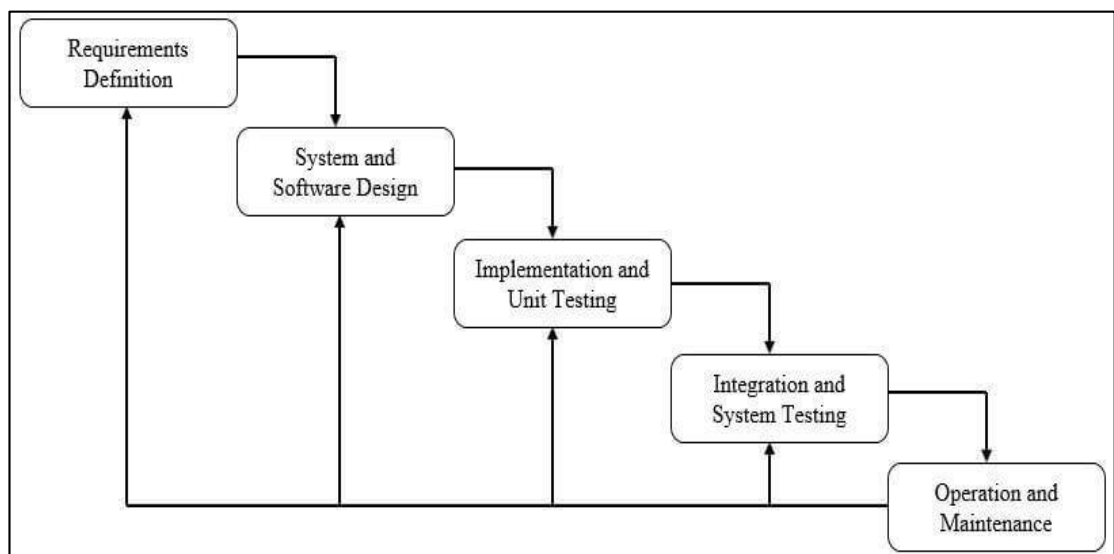 Requirements
Definition
System and
Software Design
Implementation and
Unit Testing
Integration and
System Testing
Operation and
Maintenance